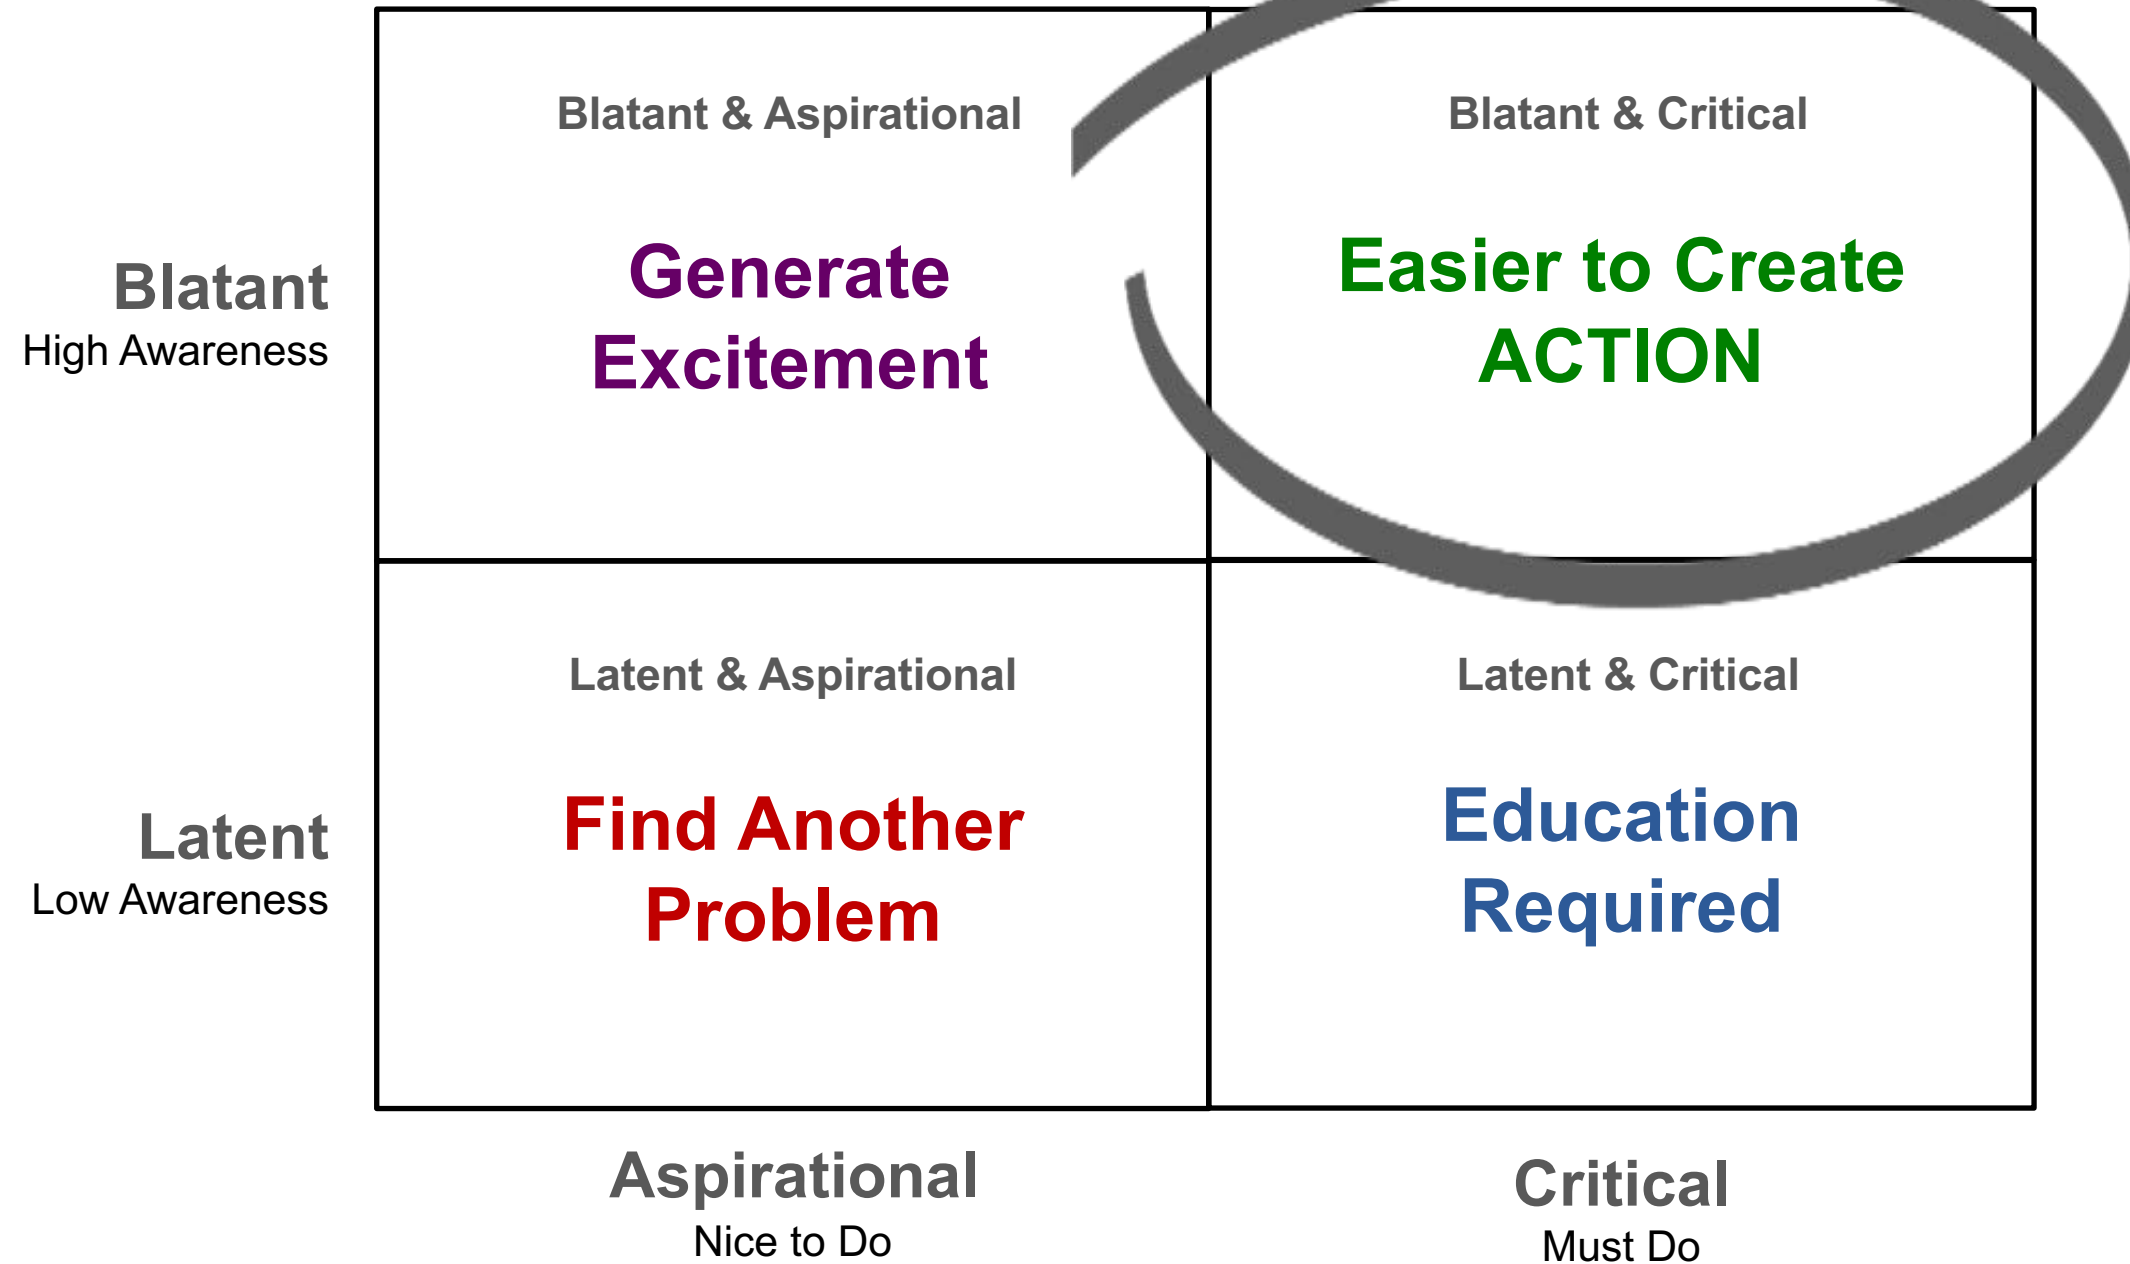 Blatant & Aspirational
Blatant & Critical
Generate
Excitement
Easier to Create
ACTION
Blatant
High Awareness
Latent & Aspirational
Latent & Critical
Find Another
Problem
Education
Required
Latent
Low Awareness
Aspirational
Nice to Do
Critical
Must Do